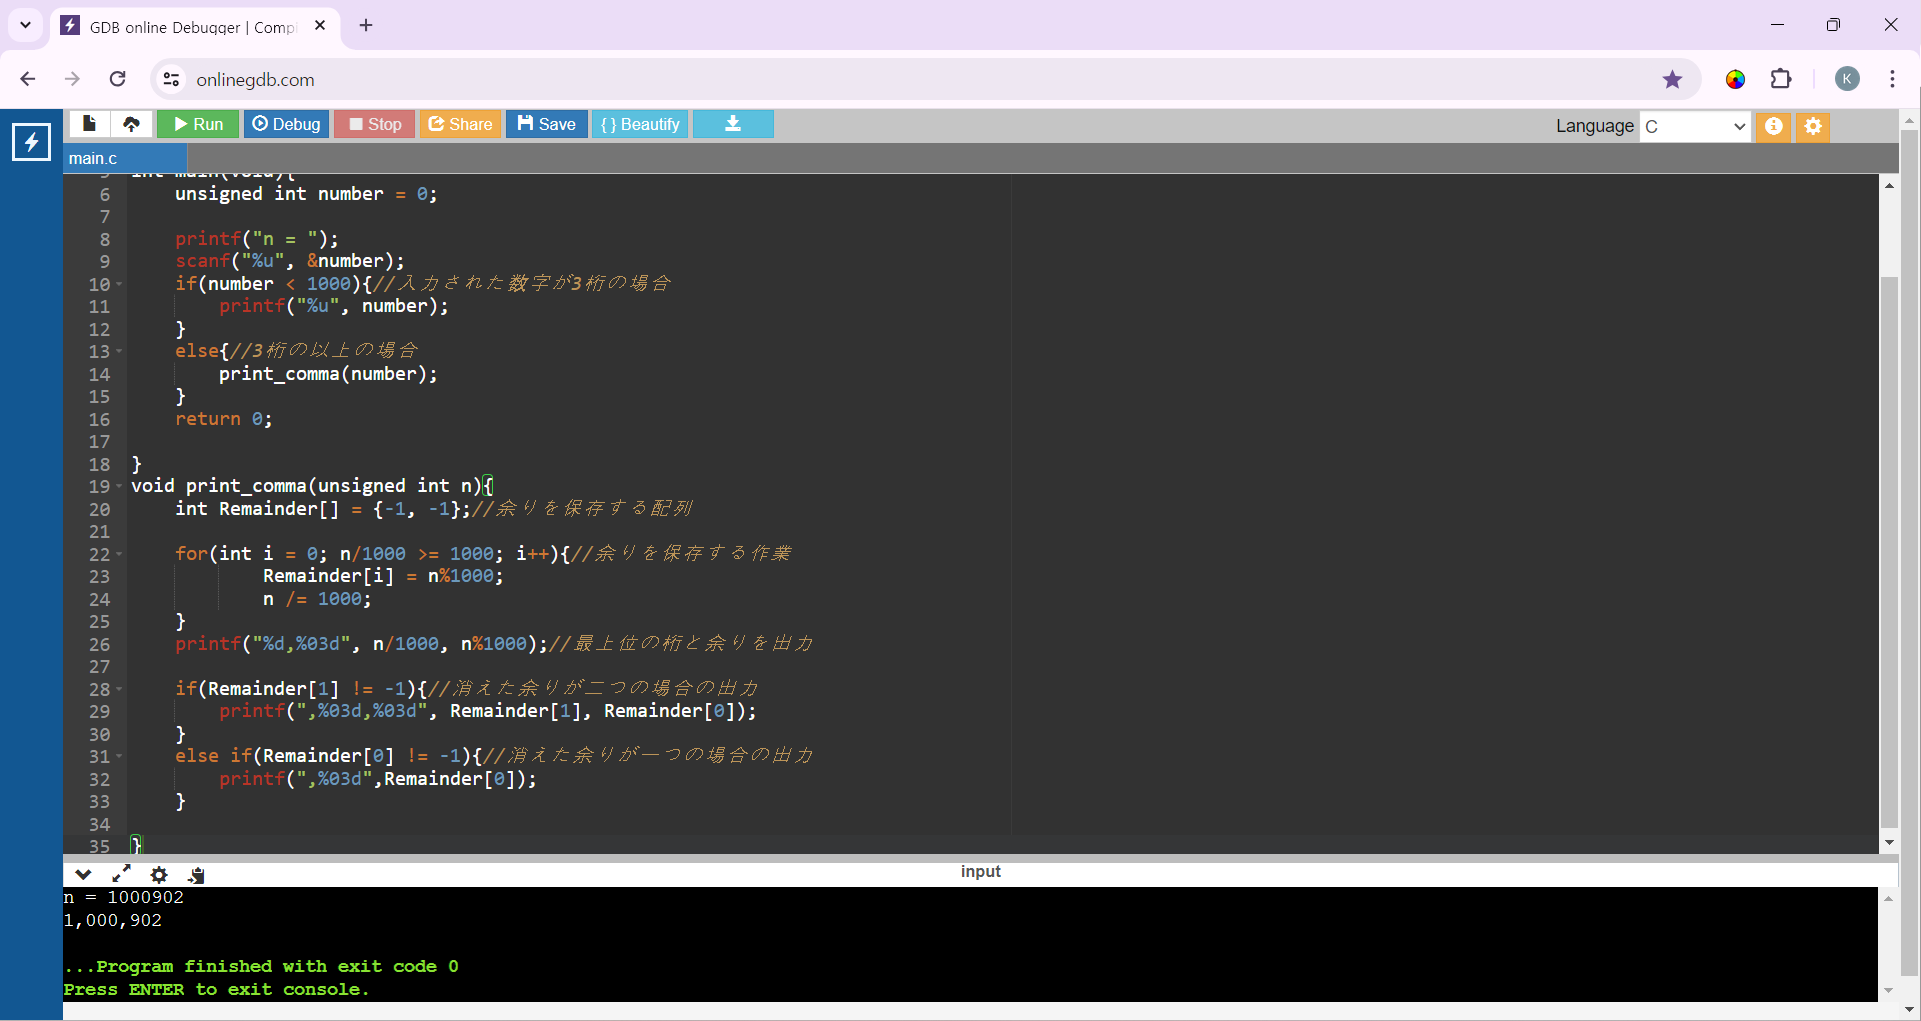 GDB online Debugger | Compi
onlinegdb.com
K
Run Debug Stop Share Save { } Beautify
Language C
main.c
5 int main(void){
6 unsigned int number = 0;
7
8 printf("n = ");
9 scanf("%u", &number);
10 if(number < 1000){//入力された数字が3桁の場合
11 printf("%u", number);
12 }
13 else{//3桁の以上の場合
14 print_comma(number);
15 }
16 return 0;
17
18 }
19 void print_comma(unsigned int n){
20 int Remainder[] = {-1, -1};//余りを保存する配列
21
22 for(int i = 0; n/1000 >= 1000; i++){//余りを保存する作業
23 Remainder[i] = n%1000;
24 n /= 1000;
25 }
26 printf("%d,%03d", n/1000, n%1000);//最上位の桁と余りを出力
27
28 if(Remainder[1] != -1){//消えた余りが二つの場合の出力
29 printf(",%03d,%03d", Remainder[1], Remainder[0]);
30 }
31 else if(Remainder[0] != -1){//消えた余りが一つの場合の出力
32 printf(",%03d",Remainder[0]);
33 }
34
35 }
input
n = 1000902
1,000,902
...Program finished with exit code 0
Press ENTER to exit console.